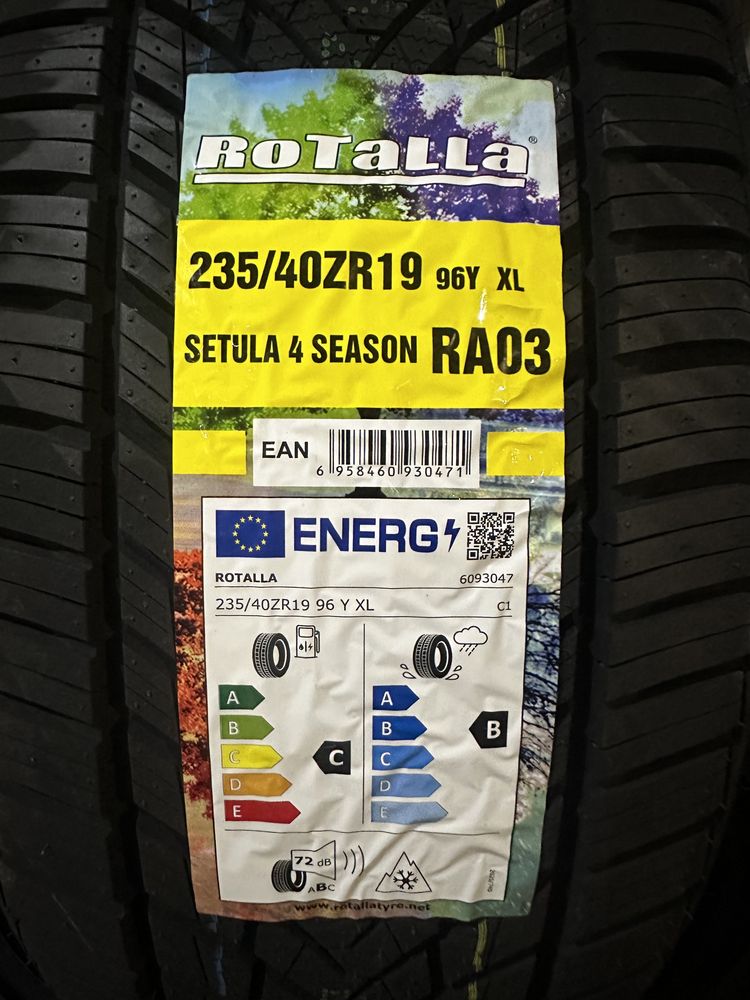 RoTaLLa®
235/40ZR19 96Y XL
SETULA 4 SEASON RA03
EAN
6 958460 930471
ENERG
ROTALLA 6093047
235/40ZR19 96 Y XL C1
A A
B B B
C C C
D D
E E
72 dB
ABC
www.rotallatyre.net